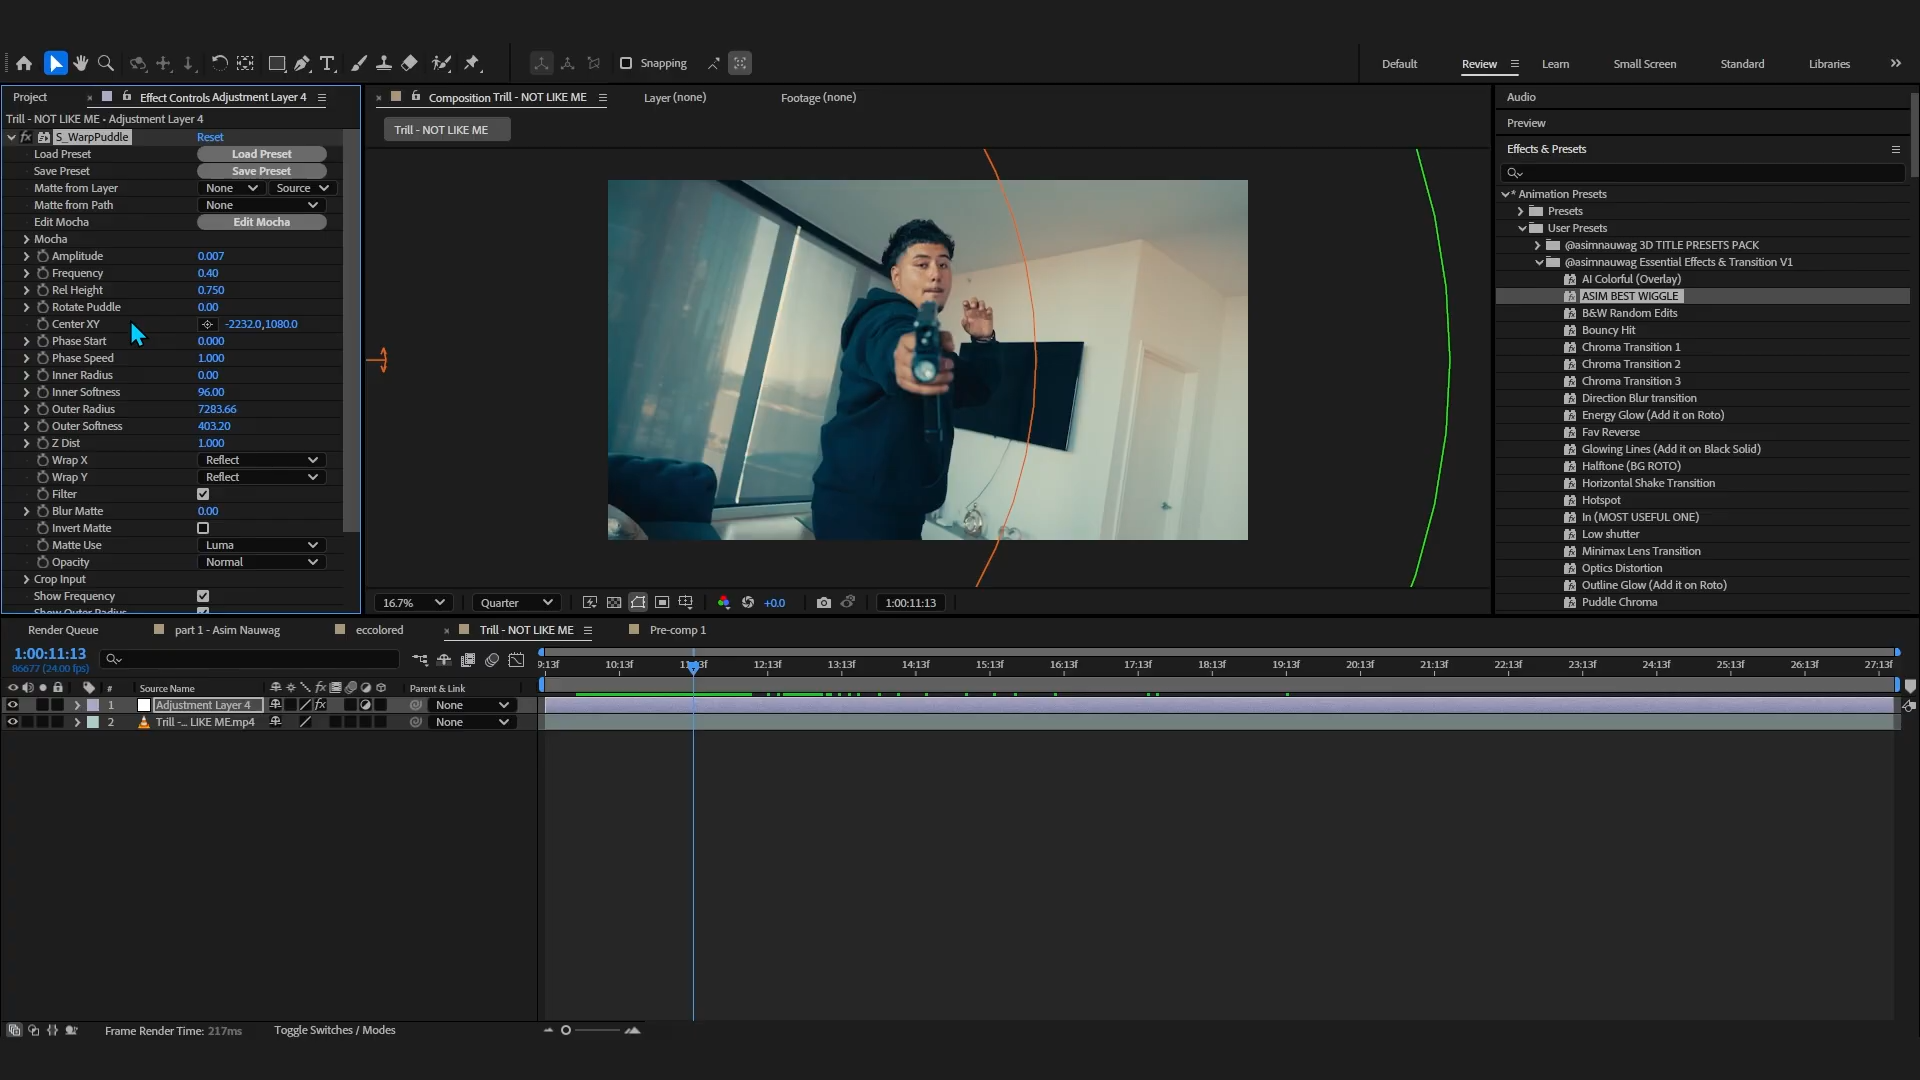 Snapping
Default
Review
Learn
Small Screen
Standard
Libraries
Project
Effect Controls Adjustment Layer 4
Trill - NOT LIKE ME • Adjustment Layer 4
S_WarpPuddle
Reset
Load Preset
Load Preset
Save Preset
Save Preset
Matte from Layer
None
Source
Matte from Path
None
Edit Mocha
Edit Mocha
Mocha
Amplitude
0.007
Frequency
0.40
Rel Height
0.750
Rotate Puddle
0.00
Center XY
-2232.0,1080.0
Phase Start
0.000
Phase Speed
1.000
Inner Radius
0.00
Inner Softness
96.00
Outer Radius
7283.66
Outer Softness
403.20
Z Dist
1.000
Wrap X
Reflect
Wrap Y
Reflect
Filter
Blur Matte
0.00
Invert Matte
Matte Use
Luma
Opacity
Normal
Crop Input
Show Frequency
Show Outer Radius
Composition Trill - NOT LIKE ME
Layer (none)
Footage (none)
Trill - NOT LIKE ME
16.7%
Quarter
+0.0
1:00:11:13
Audio
Preview
Effects & Presets
* Animation Presets
Presets
User Presets
@asimnauwag 3D TITLE PRESETS PACK
@asimnauwag Essential Effects & Transition V1
AI Colorful (Overlay)
ASIM BEST WIGGLE
B&W Random Edits
Bouncy Hit
Chroma Transition 1
Chroma Transition 2
Chroma Transition 3
Direction Blur transition
Energy Glow (Add it on Roto)
Fav Reverse
Glowing Lines (Add it on Black Solid)
Halftone (BG ROTO)
Horizontal Shake Transition
Hotspot
In (MOST USEFUL ONE)
Low shutter
Minimax Lens Transition
Optics Distortion
Outline Glow (Add it on Roto)
Puddle Chroma
Render Queue
part 1 - Asim Nauwag
eccolored
Trill - NOT LIKE ME
Pre-comp 1
1:00:11:13
86677 (24.00 fps)
9:13f
10:13f
12:13f
13:13f
14:13f
15:13f
16:13f
17:13f
18:13f
19:13f
20:13f
21:13f
22:13f
23:13f
24:13f
25:13f
26:13f
27:13f
#
Source Name
Parent & Link
1
Adjustment Layer 4
None
2
Trill -... LIKE ME.mp4
None
Frame Render Time: 217ms
Toggle Switches / Modes